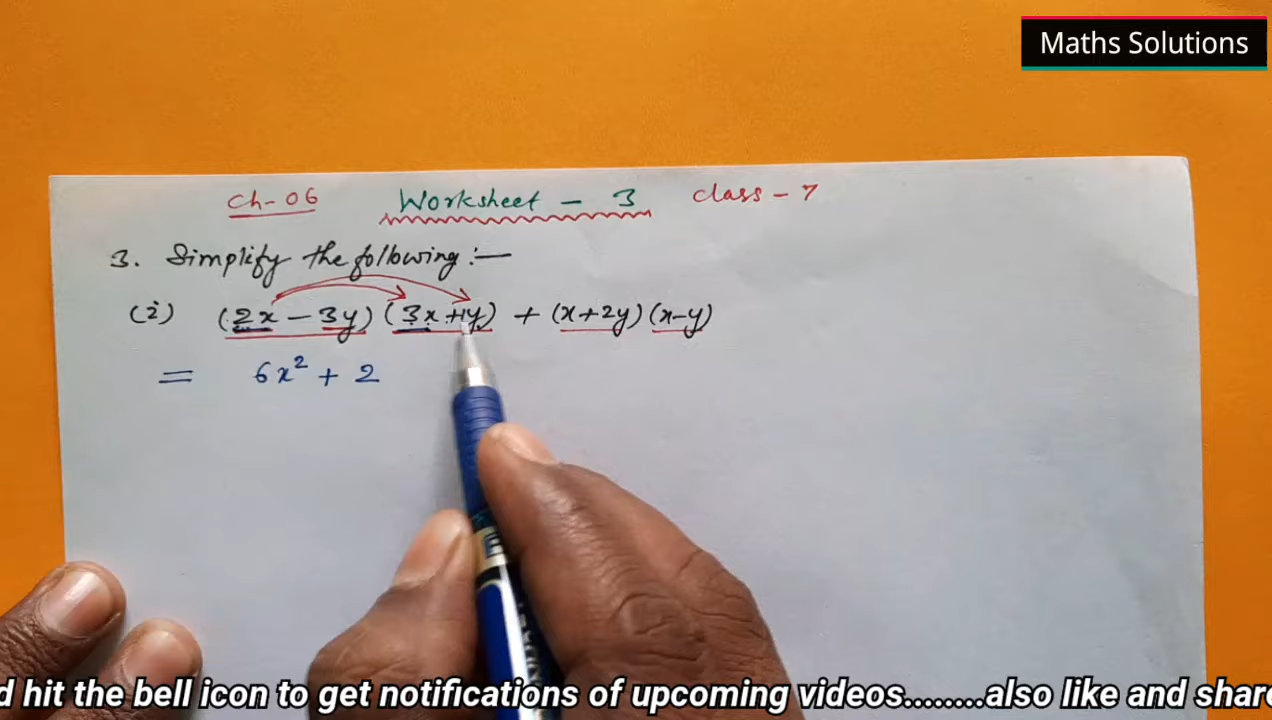 Maths Solutions
Ch-06 Worksheet - 3 class-7
3. Simplify the following :—
(i) (2x - 3y) (3x + y) + (x+2y) (x-y)
= 6x² + 2
hit the bell icon to get notifications of upcoming videos........also like and share